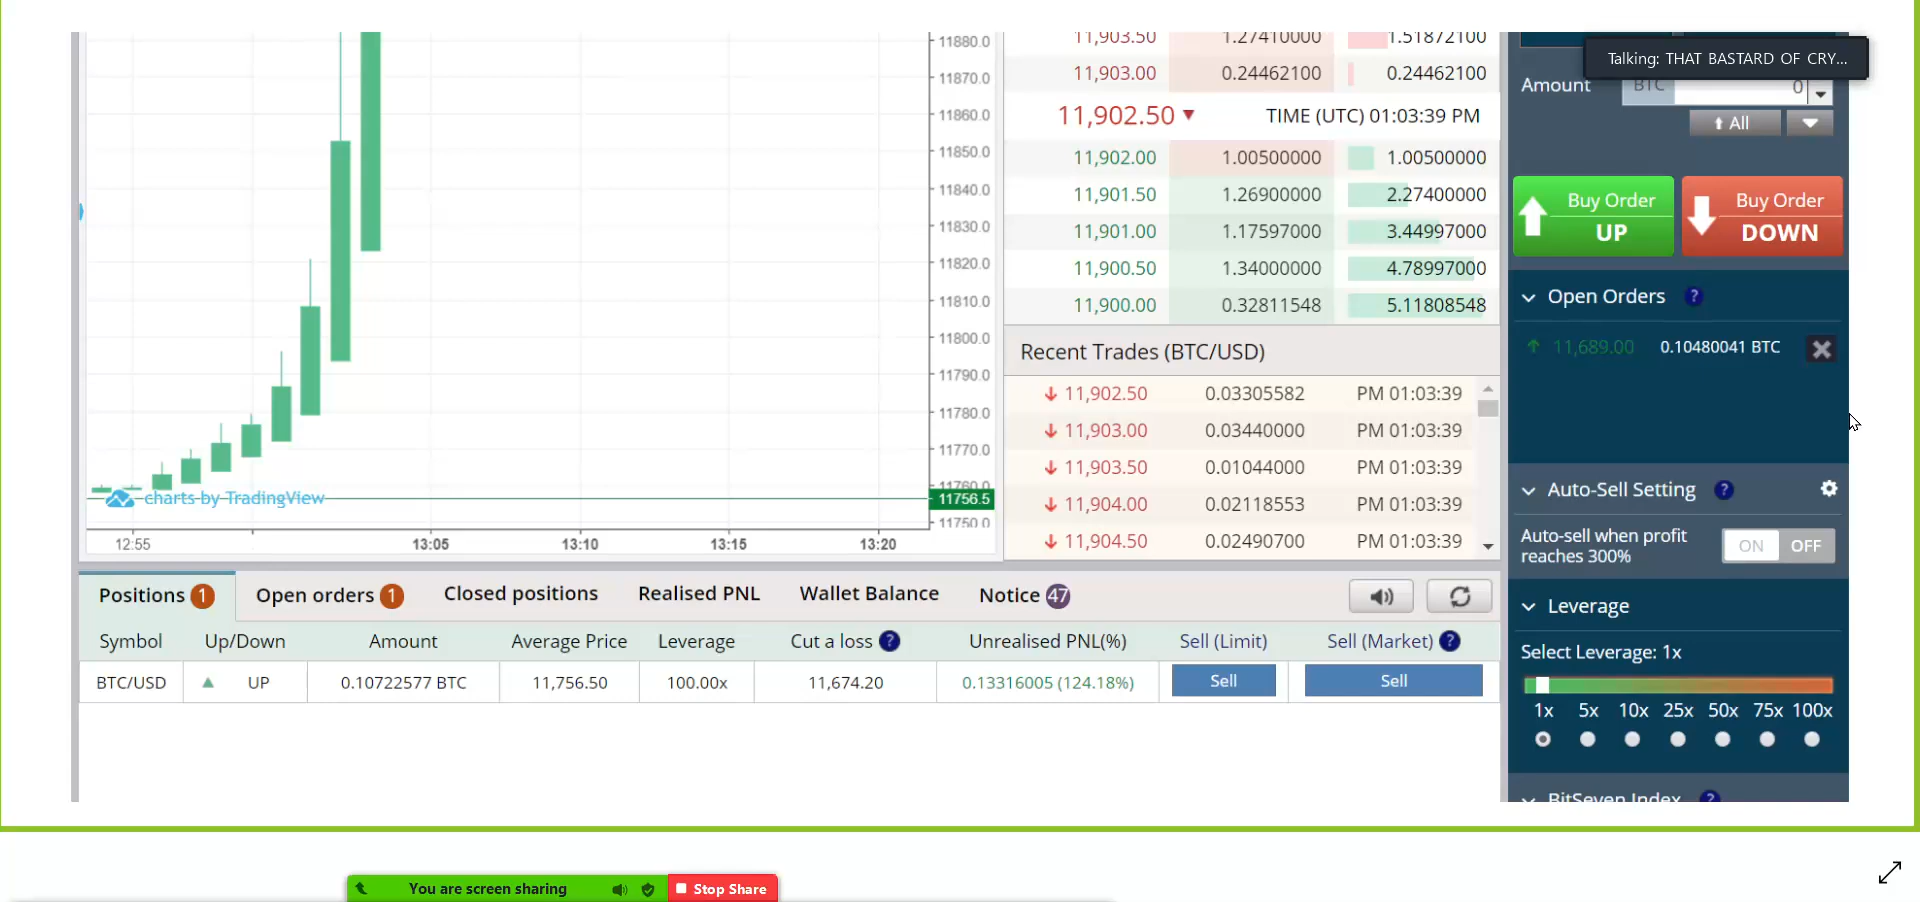 Talking: THAT BASTARD OF CRY...
11880.0
11870.0
11860.0
11850.0
11840.0
11830.0
11820.0
11810.0
11800.0
11790.0
11780.0
11770.0
11760.0
11756.5
11750.0
charts by TradingView
12:55 13:05 13:10 13:15 13:20
11,903.50 1.27410000 1.51872100
11,903.00 0.24462100 0.24462100
11,902.50 TIME (UTC) 01:03:39 PM
11,902.00 1.00500000 1.00500000
11,901.50 1.26900000 2.27400000
11,901.00 1.17597000 3.44997000
11,900.50 1.34000000 4.78997000
11,900.00 0.32811548 5.11808548
Recent Trades (BTC/USD)
11,902.50 0.03305582 PM 01:03:39
11,903.00 0.03440000 PM 01:03:39
11,903.50 0.01044000 PM 01:03:39
11,904.00 0.02118553 PM 01:03:39
11,904.50 0.02490700 PM 01:03:39
Amount BTC 0
All
Buy Order UP
Buy Order DOWN
Open Orders ?
11,689.00 0.10480041 BTC
Auto-Sell Setting ?
Auto-sell when profit
reaches 300%
ON OFF
Leverage
Select Leverage: 1x
1x 5x 10x 25x 50x 75x 100x
BitSeven Index ?
Positions 1 Open orders 1 Closed positions Realised PNL Wallet Balance Notice 47
Symbol Up/Down Amount Average Price Leverage Cut a loss ? Unrealised PNL(%) Sell (Limit) Sell (Market) ?
BTC/USD UP 0.10722577 BTC 11,756.50 100.00x 11,674.20 0.13316005 (124.18%) Sell Sell
You are screen sharing Stop Share